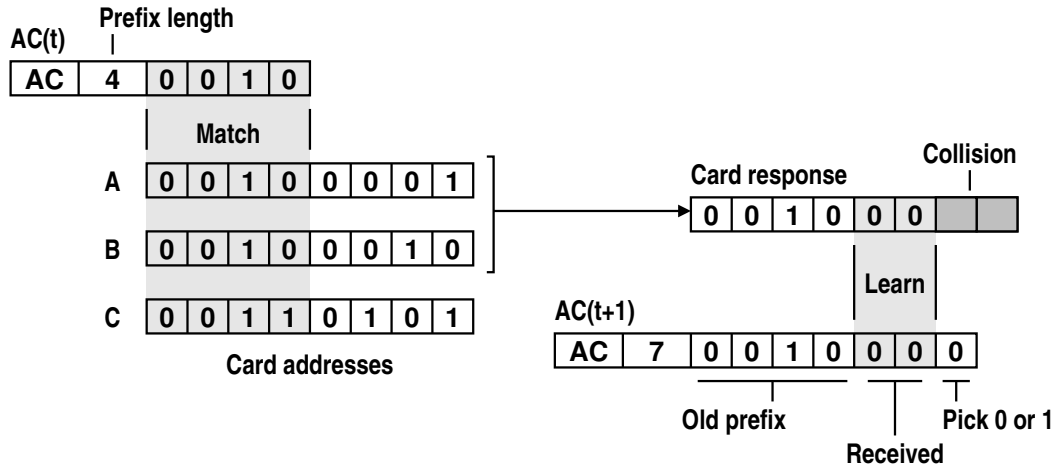 Prefix length
AC(t)
AC 4 0 0 1 0
Match
A 0 0 1 0 0 0 0 1
B 0 0 1 0 0 0 1 0
C 0 0 1 1 0 1 0 1
Card addresses
Collision
Card response
0 0 1 0 0 0
Learn
AC(t+1)
AC 7 0 0 1 0 0 0 0
Old prefix
Pick 0 or 1
Received